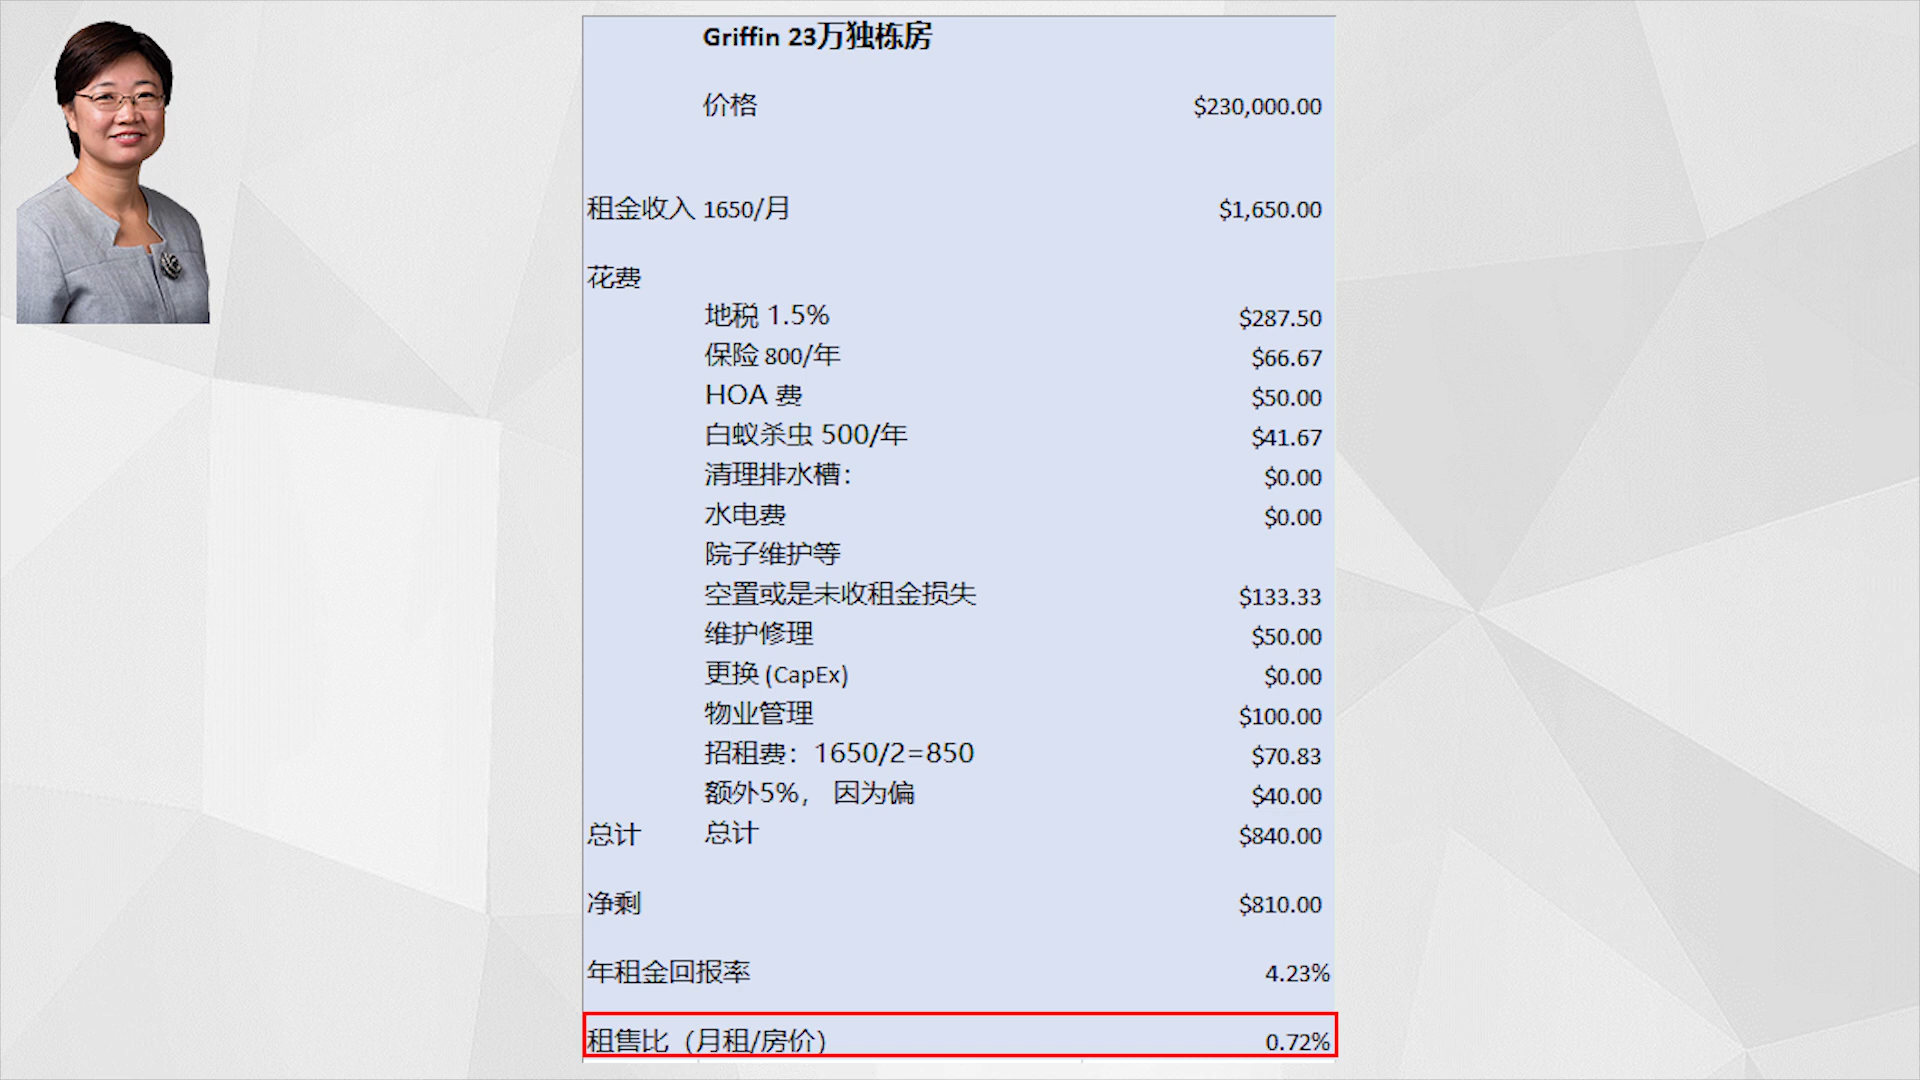 Griffin 23万独栋房
价格 $230,000.00
租金收入 1650/月 $1,650.00
花费
地税 1.5% $287.50
保险 800/年 $66.67
HOA 费 $50.00
白蚁杀虫 500/年 $41.67
清理排水槽： $0.00
水电费 $0.00
院子维护等
空置或是未收租金损失 $133.33
维护修理 $50.00
更换 (CapEx) $0.00
物业管理 $100.00
招租费：1650/2=850 $70.83
额外5%， 因为偏 $40.00
总计 总计 $840.00
净剩 $810.00
年租金回报率 4.23%
租售比（月租/房价） 0.72%